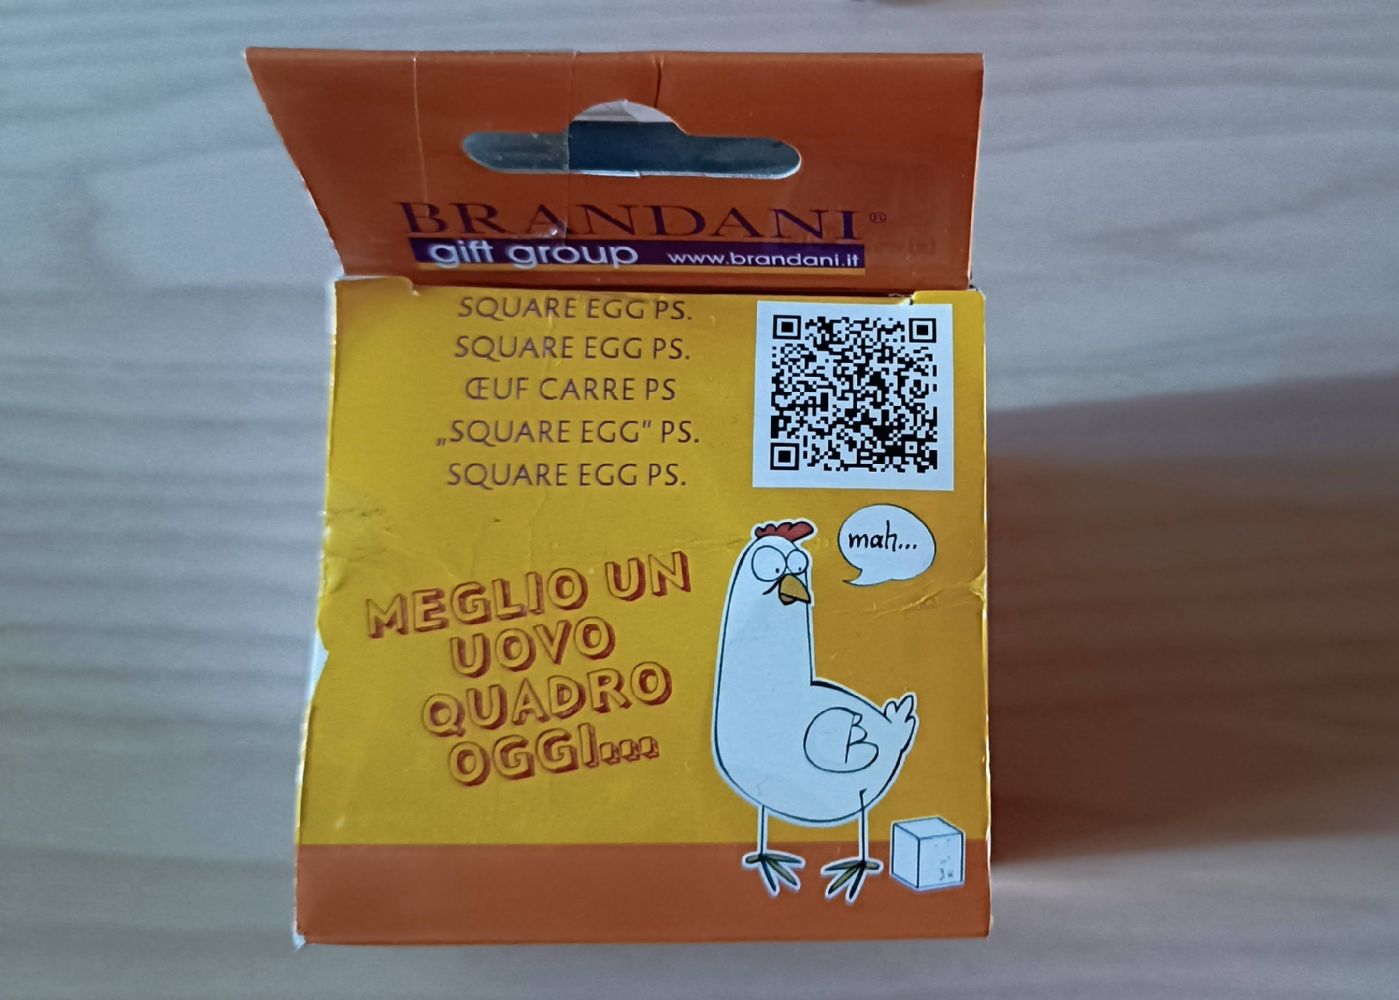 BRANDANI®
gift group www.brandani.it
SQUARE EGG PS.
SQUARE EGG PS.
ŒUF CARRE PS
„SQUARE EGG" PS.
SQUARE EGG PS.
mah...
MEGLIO UN
UOVO
QUADRO
OGGI....
B